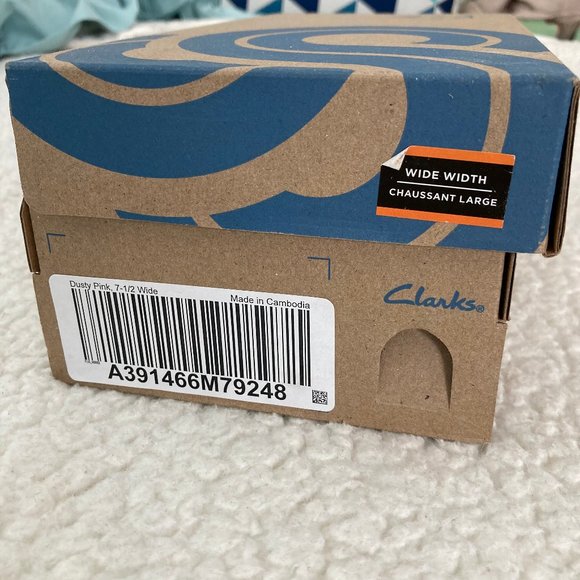 WIDE WIDTH
CHAUSSANT LARGE
Clarks®
Dusty Pink, 7-1/2 Wide
Made in Cambodia
A391466M79248